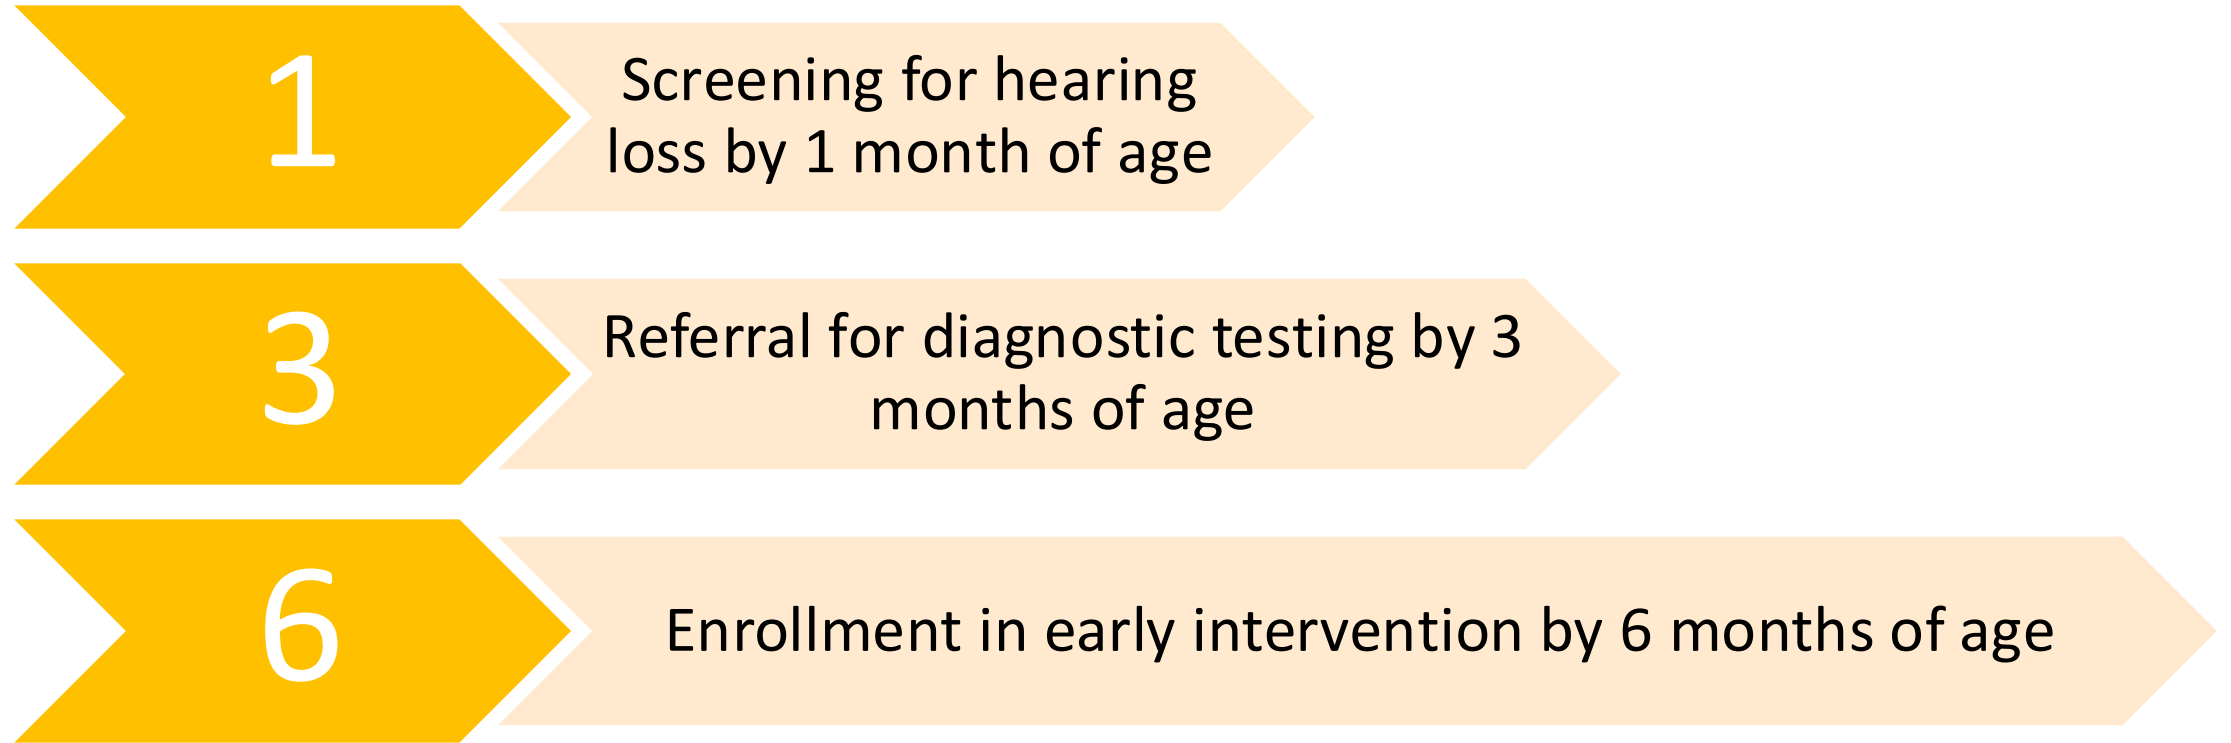 1
Screening for hearing
loss by 1 month of age
3
Referral for diagnostic testing by 3
months of age
6
Enrollment in early intervention by 6 months of age